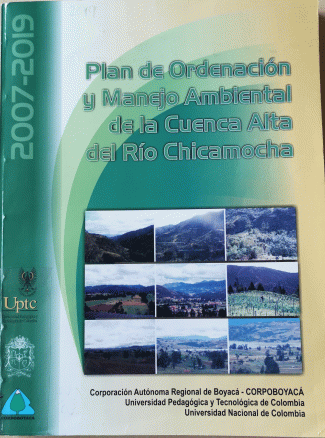 2007-2019
Plan de Ordenación
y Manejo Ambiental
de la Cuenca Alta
del Río Chicamocha
Uptc
Corporación Autónoma Regional de Boyacá - CORPOBOYACÁ
Universidad Pedagógica y Tecnológica de Colombia
Universidad Nacional de Colombia
CORPOBOYACÁ